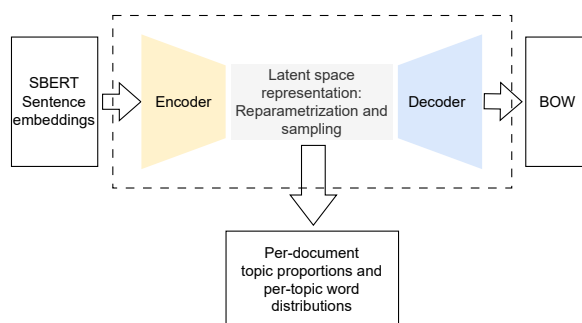 SBERT
Sentence
embeddings
Encoder
Latent space
representation:
Reparametrization and
sampling
Decoder
BOW
Per-document
topic proportions and
per-topic word
distributions